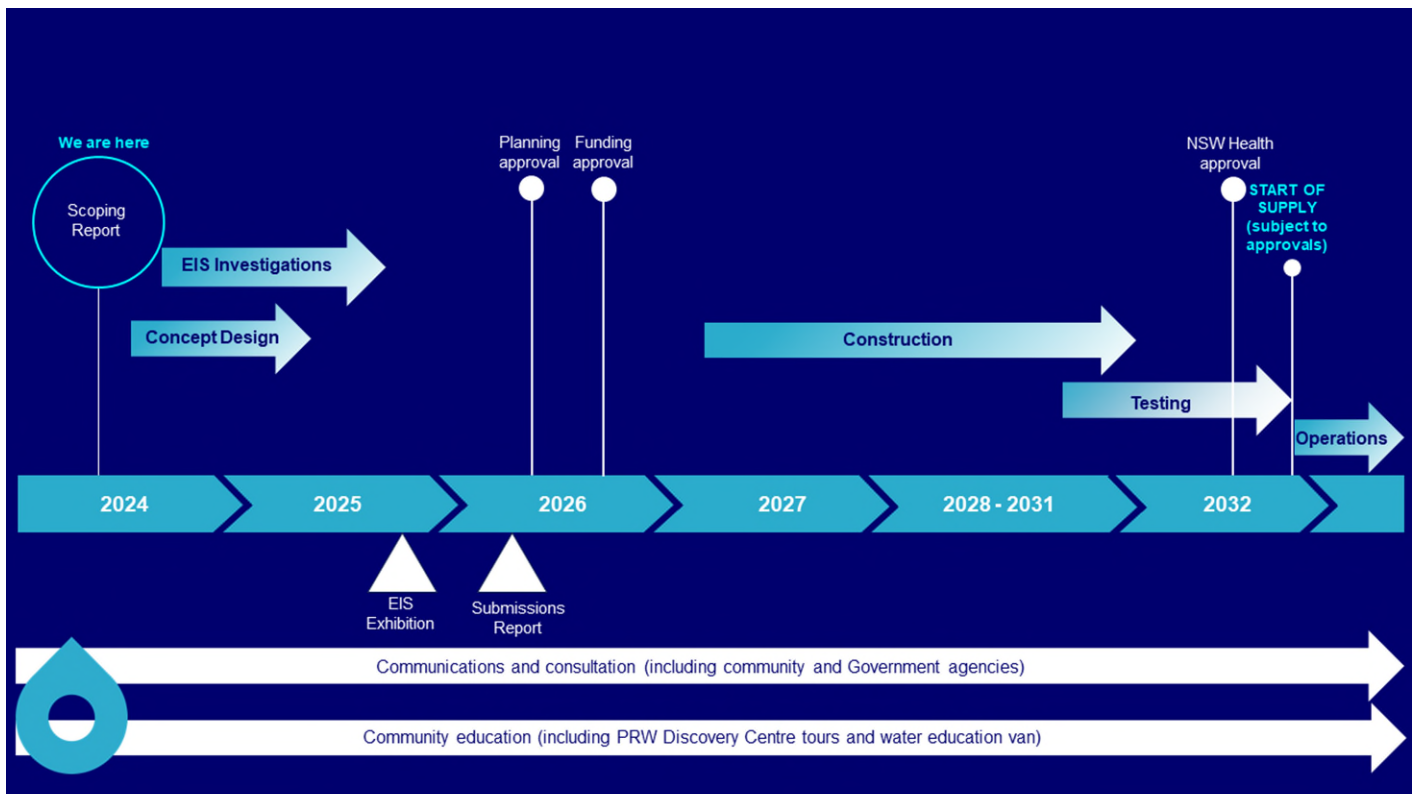 We are here
Scoping
Report
EIS Investigations
Concept Design
Planning
approval
Funding
approval
Construction
Testing
NSW Health
approval
START OF
SUPPLY
(subject to
approvals)
Operations
2024
2025
2026
2027
2028 - 2031
2032
EIS
Exhibition
Submissions
Report
Communications and consultation (including community and Government agencies)
Community education (including PRW Discovery Centre tours and water education van)